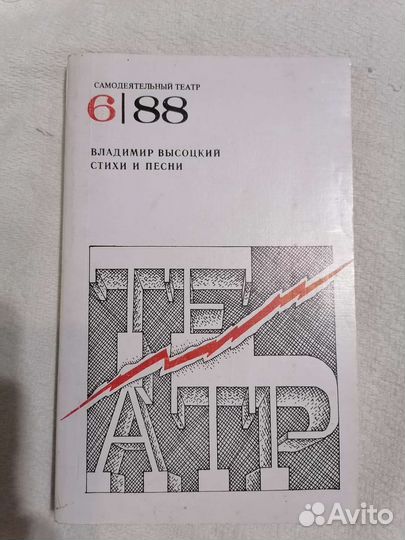 САМОДЕЯТЕЛЬНЫЙ ТЕАТР
6|88
ВЛАДИМИР ВЫСОЦКИЙ
СТИХИ И ПЕСНИ
ТЕ
АТР
Avito